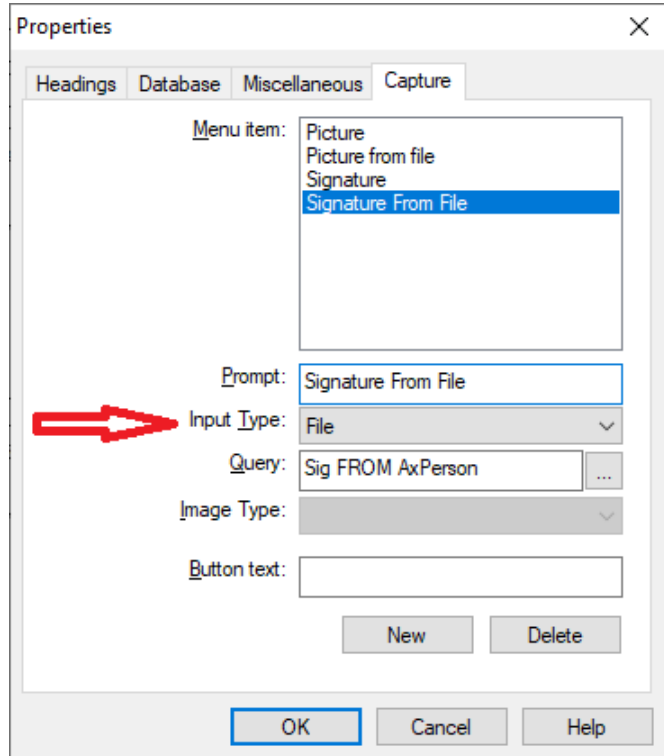 Properties
Headings Database Miscellaneous Capture
Menu item:
Picture
Picture from file
Signature
Signature From File
Prompt: Signature From File
Input Type: File
Query: Sig FROM AxPerson ...
Image Type:
Button text:
New Delete
OK Cancel Help